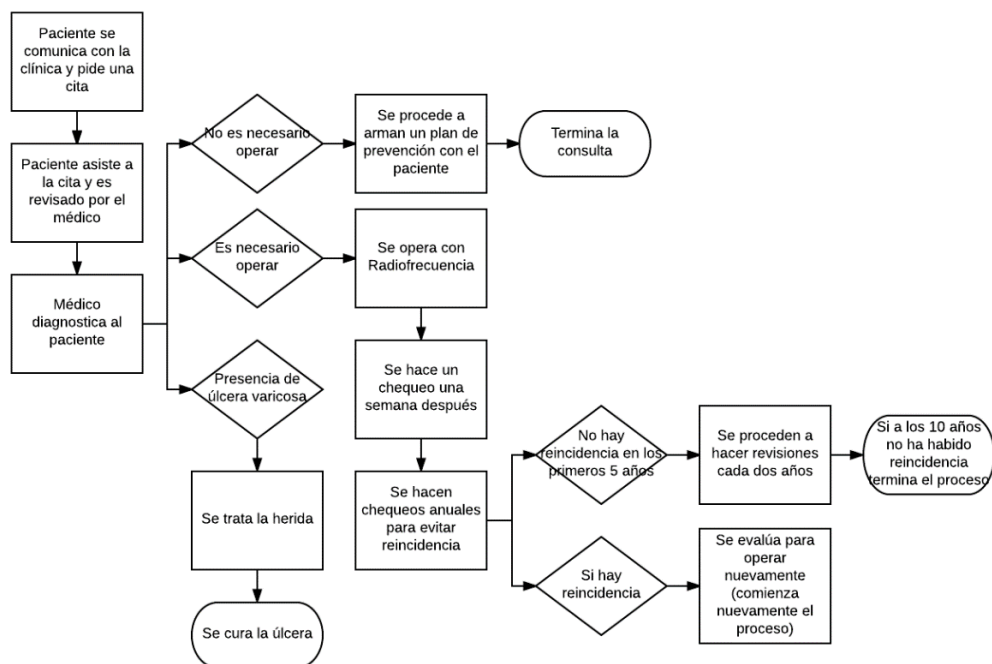 Paciente se
comunica con la
clínica y pide una
cita
Paciente asiste a
la cita y es
revisado por el
médico
Médico
diagnostica al
paciente
No es necesario
operar
Se procede a
arman un plan de
prevención con el
paciente
Termina la
consulta
Es necesario
operar
Se opera con
Radiofrecuencia
Se hace un
chequeo una
semana después
Se hacen
chequeos anuales
para evitar
reincidencia
Presencia de
úlcera varicosa
Se trata la herida
Se cura la úlcera
No hay
reincidencia en los
primeros 5 años
Se proceden a
hacer revisiones
cada dos años
Si a los 10 años
no ha habido
reincidencia
termina el proceso
Si hay
reincidencia
Se evalúa para
operar
nuevamente
(comienza
nuevamente el
proceso)